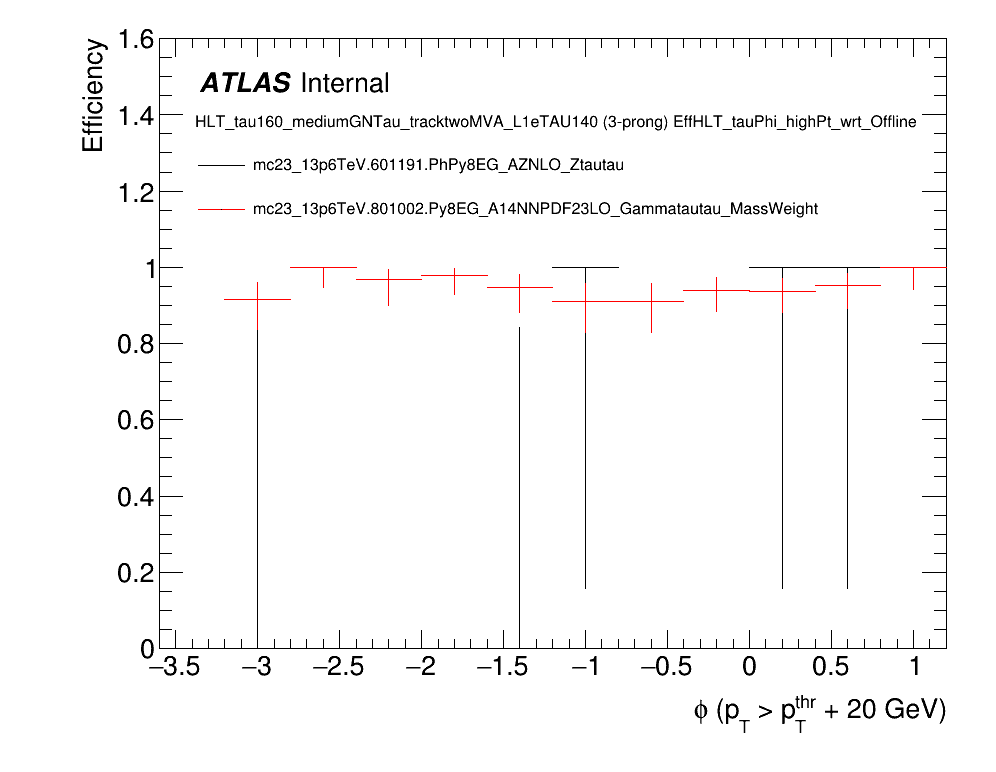 Efficiency
1.6
1.4
1.2
1
0.8
0.6
0.4
0.2
0
ATLAS Internal
HLT_tau160_mediumGNTau_tracktwoMVA_L1eTAU140 (3-prong) EffHLT_tauPhi_highPt_wrt_Offline
mc23_13p6TeV.601191.PhPy8EG_AZNLO_Ztautau
mc23_13p6TeV.801002.Py8EG_A14NNPDF23LO_Gammatautau_MassWeight
−3.5 −3 −2.5 −2 −1.5 −1 −0.5 0 0.5 1
ϕ (p_T > p_T^thr + 20 GeV)